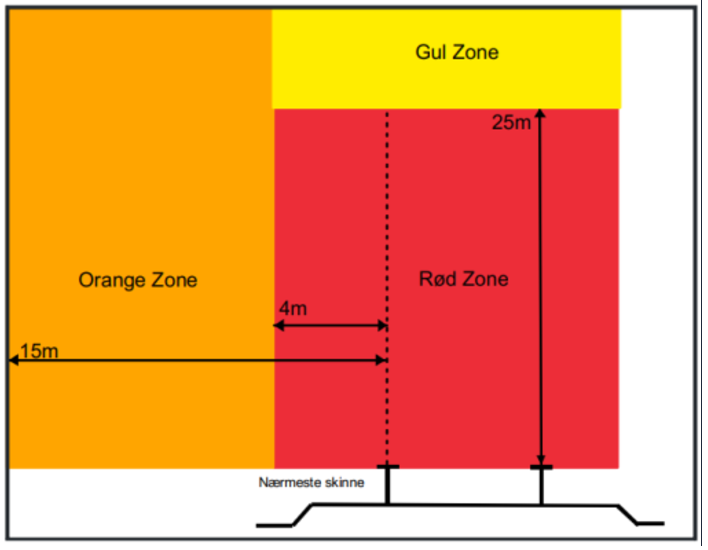 Gul Zone
25m
Orange Zone
Rød Zone
4m
15m
Nærmeste skinne